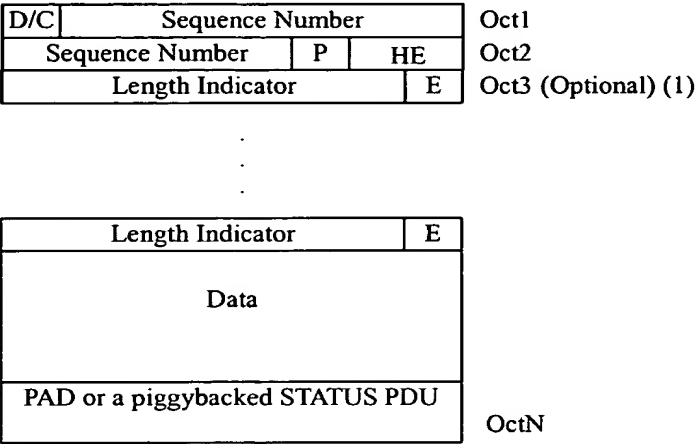 D/C Sequence Number Oct1
Sequence Number P HE Oct2
Length Indicator E Oct3 (Optional) (1)
.
.
.
Length Indicator E
Data
PAD or a piggybacked STATUS PDU
OctN